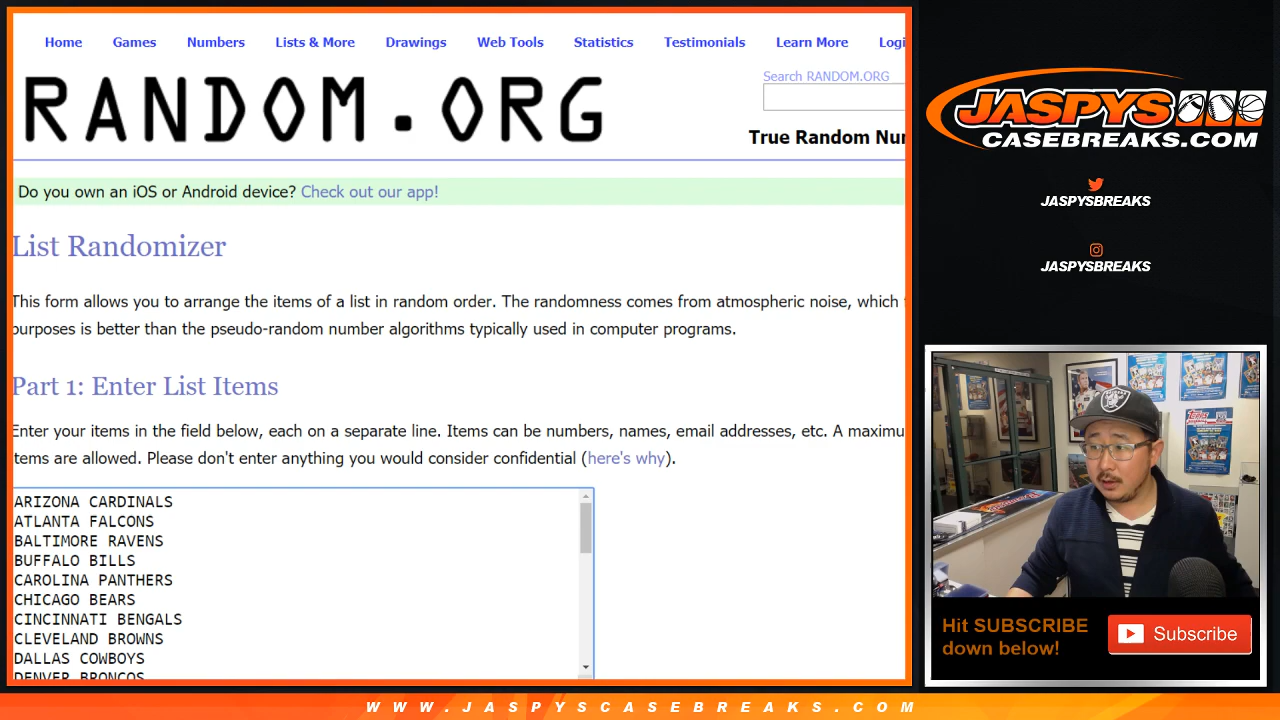 Home Games Numbers Lists & More Drawings Web Tools Statistics Testimonials Learn More Logi
RANDOM.ORG
Search RANDOM.ORG
True Random Num
Do you own an iOS or Android device? Check out our app!
List Randomizer
This form allows you to arrange the items of a list in random order. The randomness comes from atmospheric noise, which
purposes is better than the pseudo-random number algorithms typically used in computer programs.
Part 1: Enter List Items
Enter your items in the field below, each on a separate line. Items can be numbers, names, email addresses, etc. A maximu
items are allowed. Please don't enter anything you would consider confidential (here's why).
ARIZONA CARDINALS
ATLANTA FALCONS
BALTIMORE RAVENS
BUFFALO BILLS
CAROLINA PANTHERS
CHICAGO BEARS
CINCINNATI BENGALS
CLEVELAND BROWNS
DALLAS COWBOYS
DENVER BRONCOS
JASPYS
CASEBREAKS.COM
JASPYSBREAKS
JASPYSBREAKS
Topps
Hit SUBSCRIBE
down below!
Subscribe
WWW.JASPYSCASEBREAKS.COM